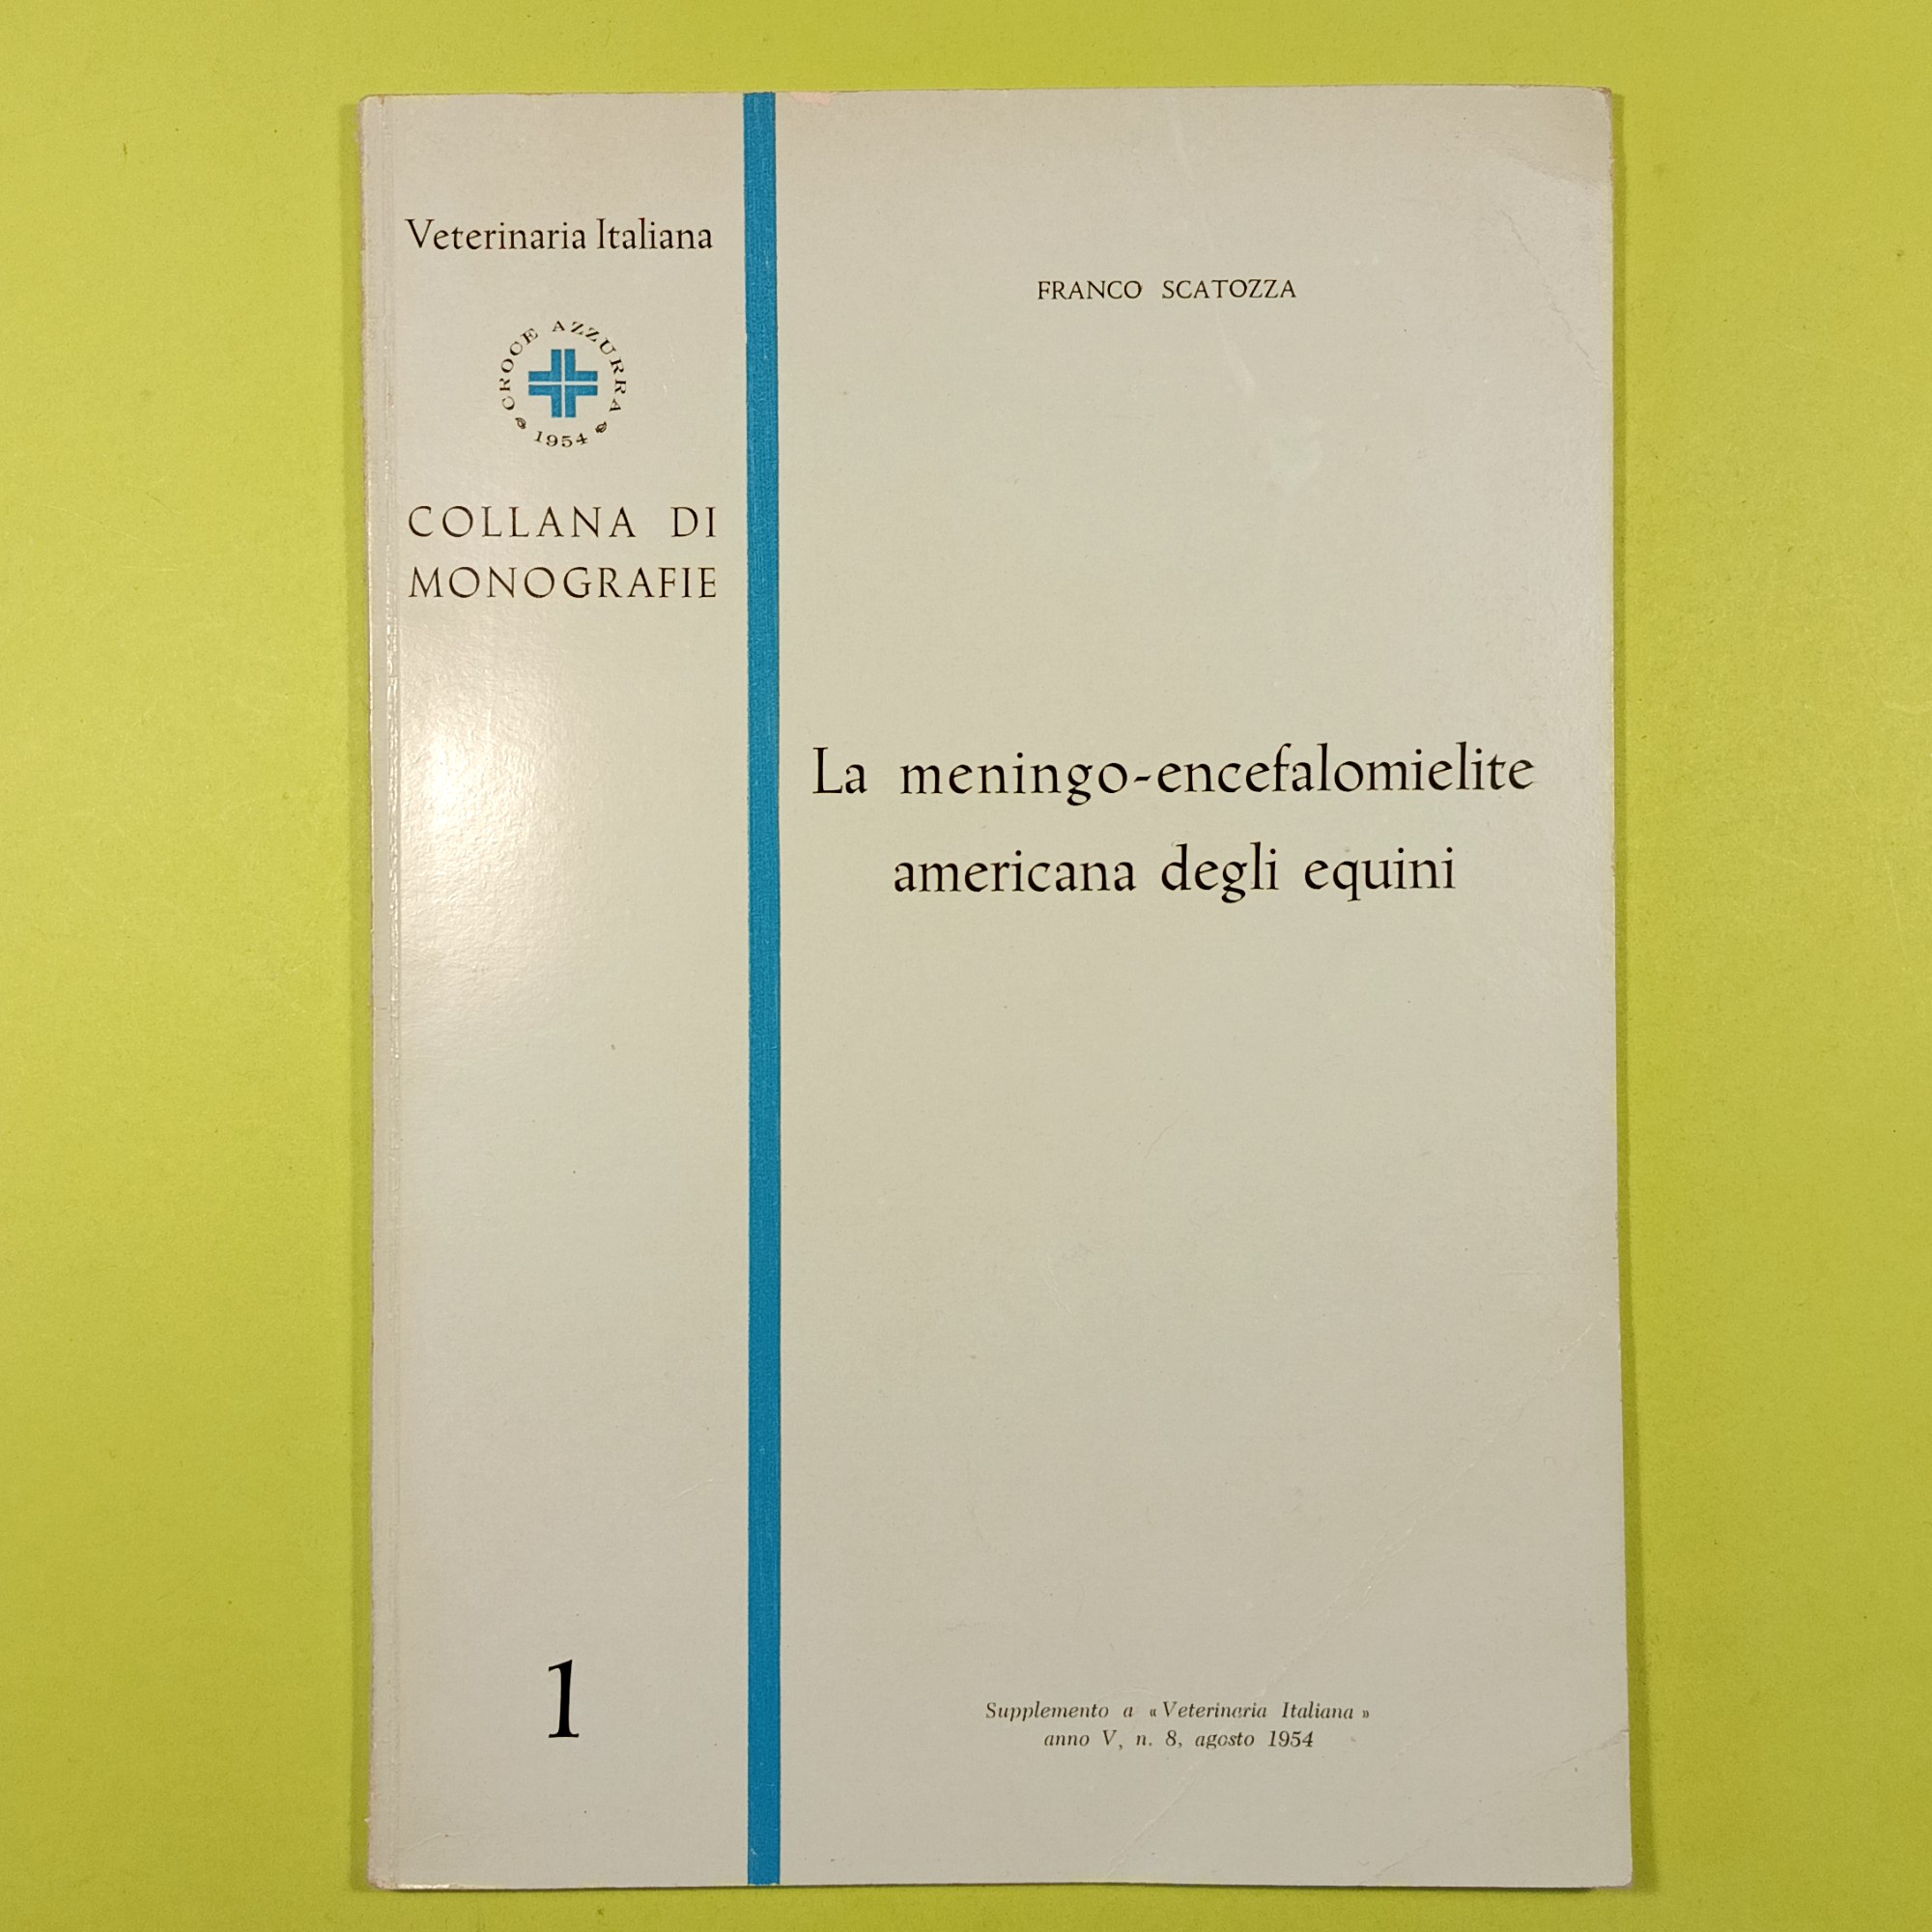 Veterinaria Italiana
CROCE AZZURRA
1954
COLLANA DI
MONOGRAFIE
1
FRANCO SCATOZZA
La meningo-encefalomielite
americana degli equini
Supplemento a « Veterinaria Italiana »
anno V, n. 8, agosto 1954